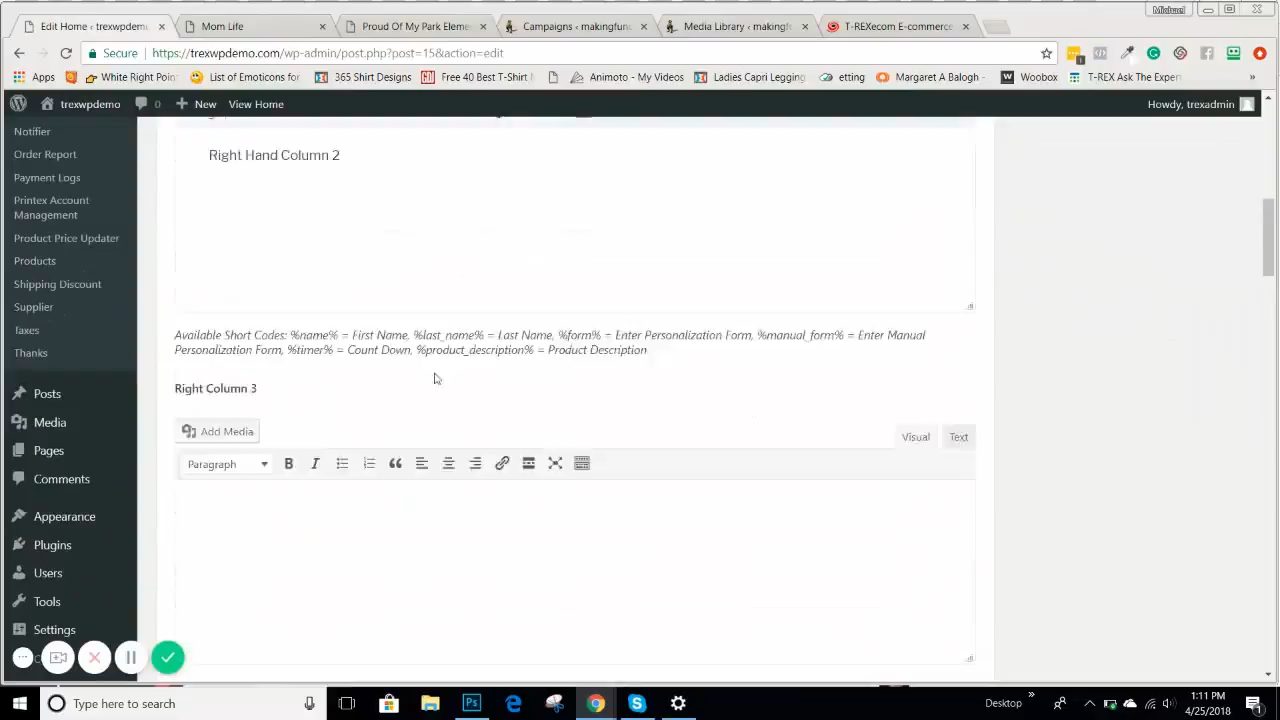 Michael
Edit Home ‹ trexwpdemo
Mom Life
Proud Of My Park Eleme
Campaigns ‹ makingfund
Media Library ‹ makingf
T-REXecom E-commerce
Secure
https://trexwpdemo.com/wp-admin/post.php?post=15&action=edit
Apps
White Right Poin
List of Emoticons for
365 Shirt Designs
Free 40 Best T-Shirt
Animoto - My Videos
Ladies Capri Legging
etting
Margaret A Balogh -
Woobox
T-REX Ask The Exper
»
trexwpdemo
0
New
View Home
Howdy, trexadmin
Notifier
Order Report
Payment Logs
Printex Account
Management
Product Price Updater
Products
Shipping Discount
Supplier
Taxes
Thanks
Posts
Media
Pages
Comments
Appearance
Plugins
Users
Tools
Settings
Right Hand Column 2
Available Short Codes: %name% = First Name, %last_name% = Last Name, %form% = Enter Personalization Form, %manual_form% = Enter Manual
Personalization Form, %timer% = Count Down, %product_description% = Product Description
Right Column 3
Add Media
Visual
Text
Paragraph
B
I
Type here to search
Desktop
»
1:11 PM
4/25/2018